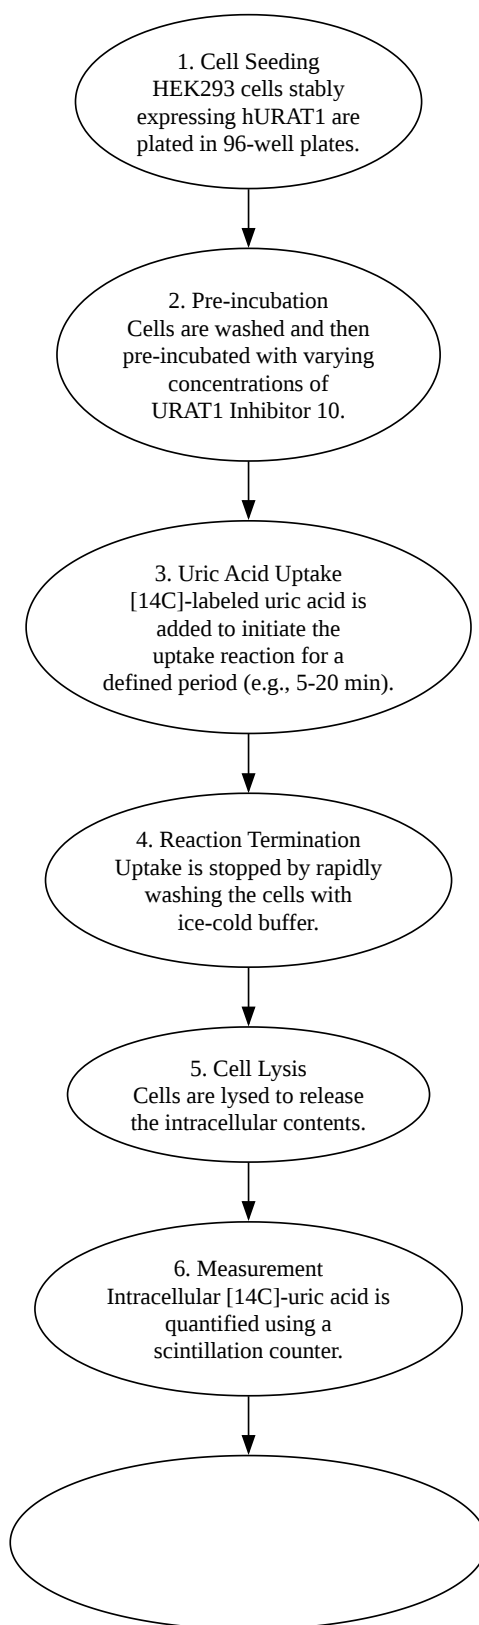 1. Cell Seeding
HEK293 cells stably
expressing hURAT1 are
plated in 96-well plates.
2. Pre-incubation
Cells are washed and then
pre-incubated with varying
concentrations of
URAT1 Inhibitor 10.
3. Uric Acid Uptake
[14C]-labeled uric acid is
added to initiate the
uptake reaction for a
defined period (e.g., 5-20 min).
4. Reaction Termination
Uptake is stopped by rapidly
washing the cells with
ice-cold buffer.
5. Cell Lysis
Cells are lysed to release
the intracellular contents.
6. Measurement
Intracellular [14C]-uric acid is
quantified using a
scintillation counter.